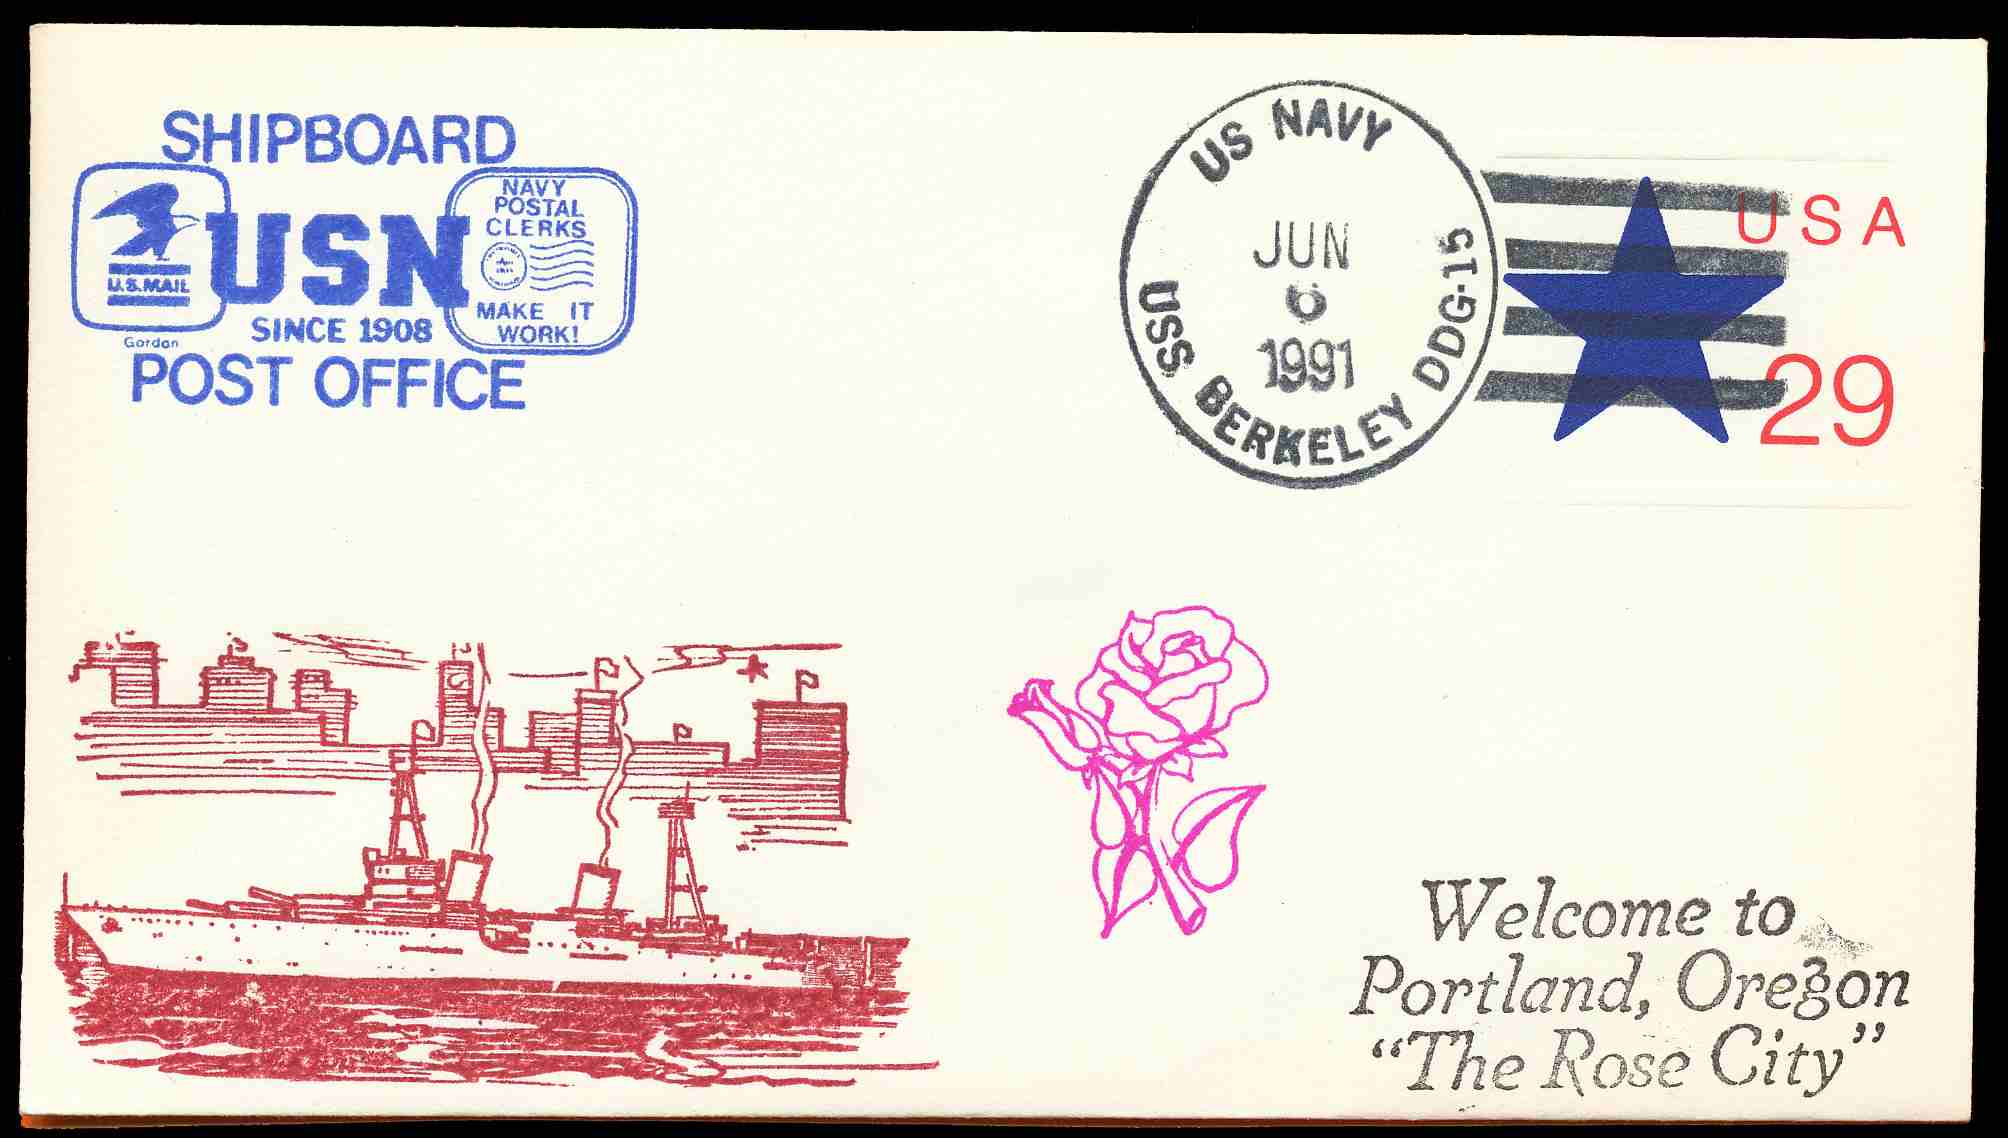 SHIPBOARD
U.S.MAIL
USN
SINCE 1908
NAVY
POSTAL
CLERKS
MAKE IT
WORK!
Gordon
POST OFFICE
US NAVY
JUN
6
1991
USS BERKELEY DDG-15
USA
29
Welcome to
Portland, Oregon
“The Rose City”